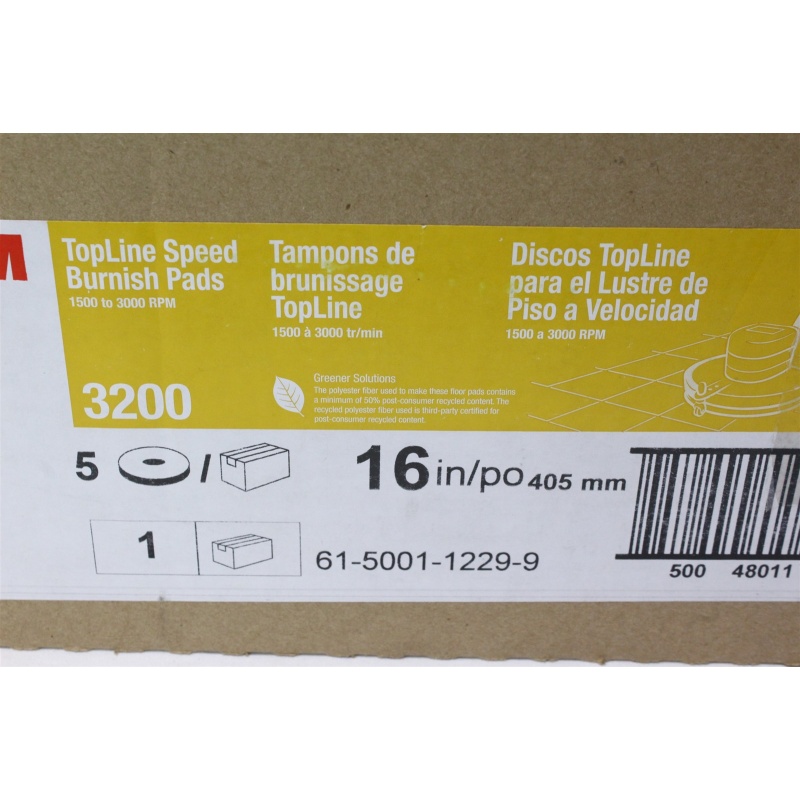 M
TopLine Speed
Burnish Pads
1500 to 3000 RPM
Tampons de
brunissage
TopLine
1500 à 3000 tr/min
Discos TopLine
para el Lustre de
Piso a Velocidad
1500 a 3000 RPM
3200
Greener Solutions
The polyester fiber used to make these floor pads contains
a minimum of 50% post-consumer recycled content. The
recycled polyester fiber used is third-party certified for
post-consumer recycled content.
5 /
16 in/po 405 mm
1
61-5001-1229-9
500 48011